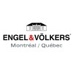 ENGEL&VÖLKERS
Montréal / Québec